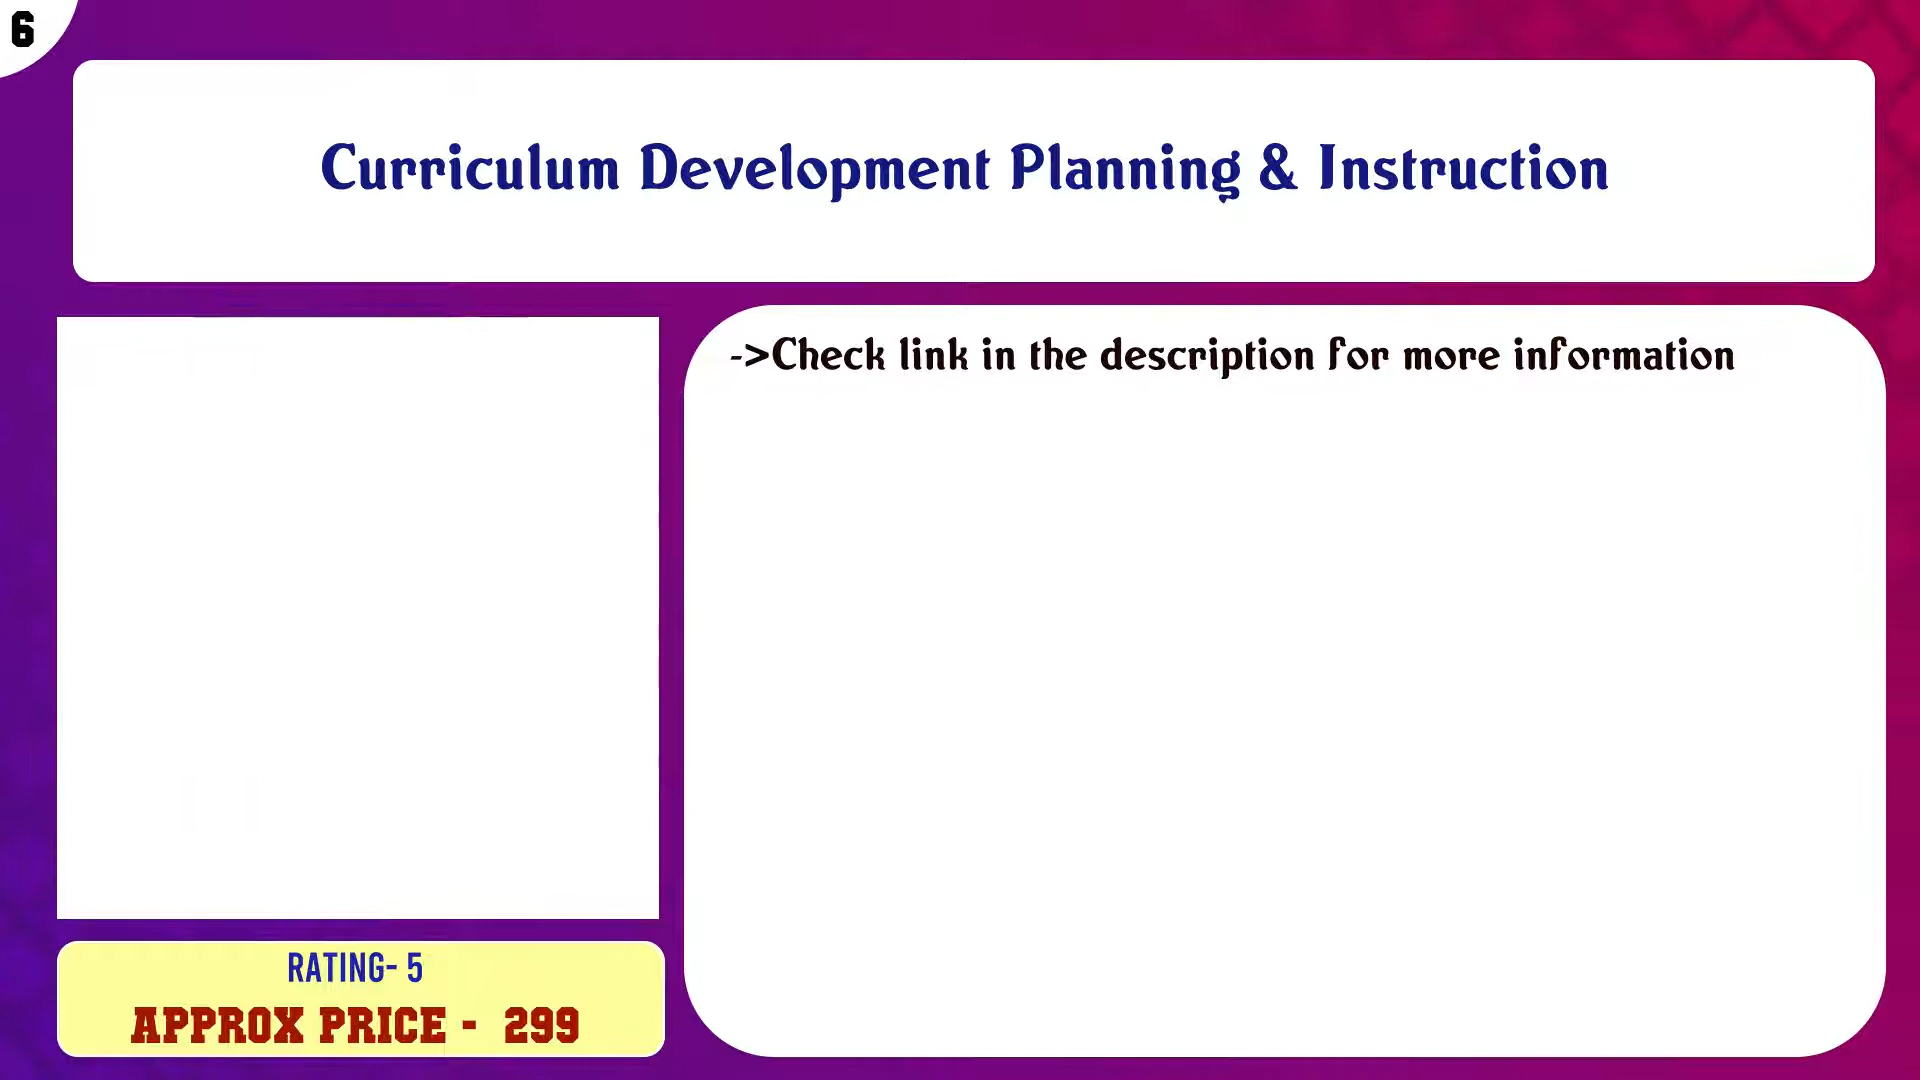 6
Curriculum Development Planning & Instruction
->Check link in the description for more information
RATING- 5
APPROX PRICE - 299